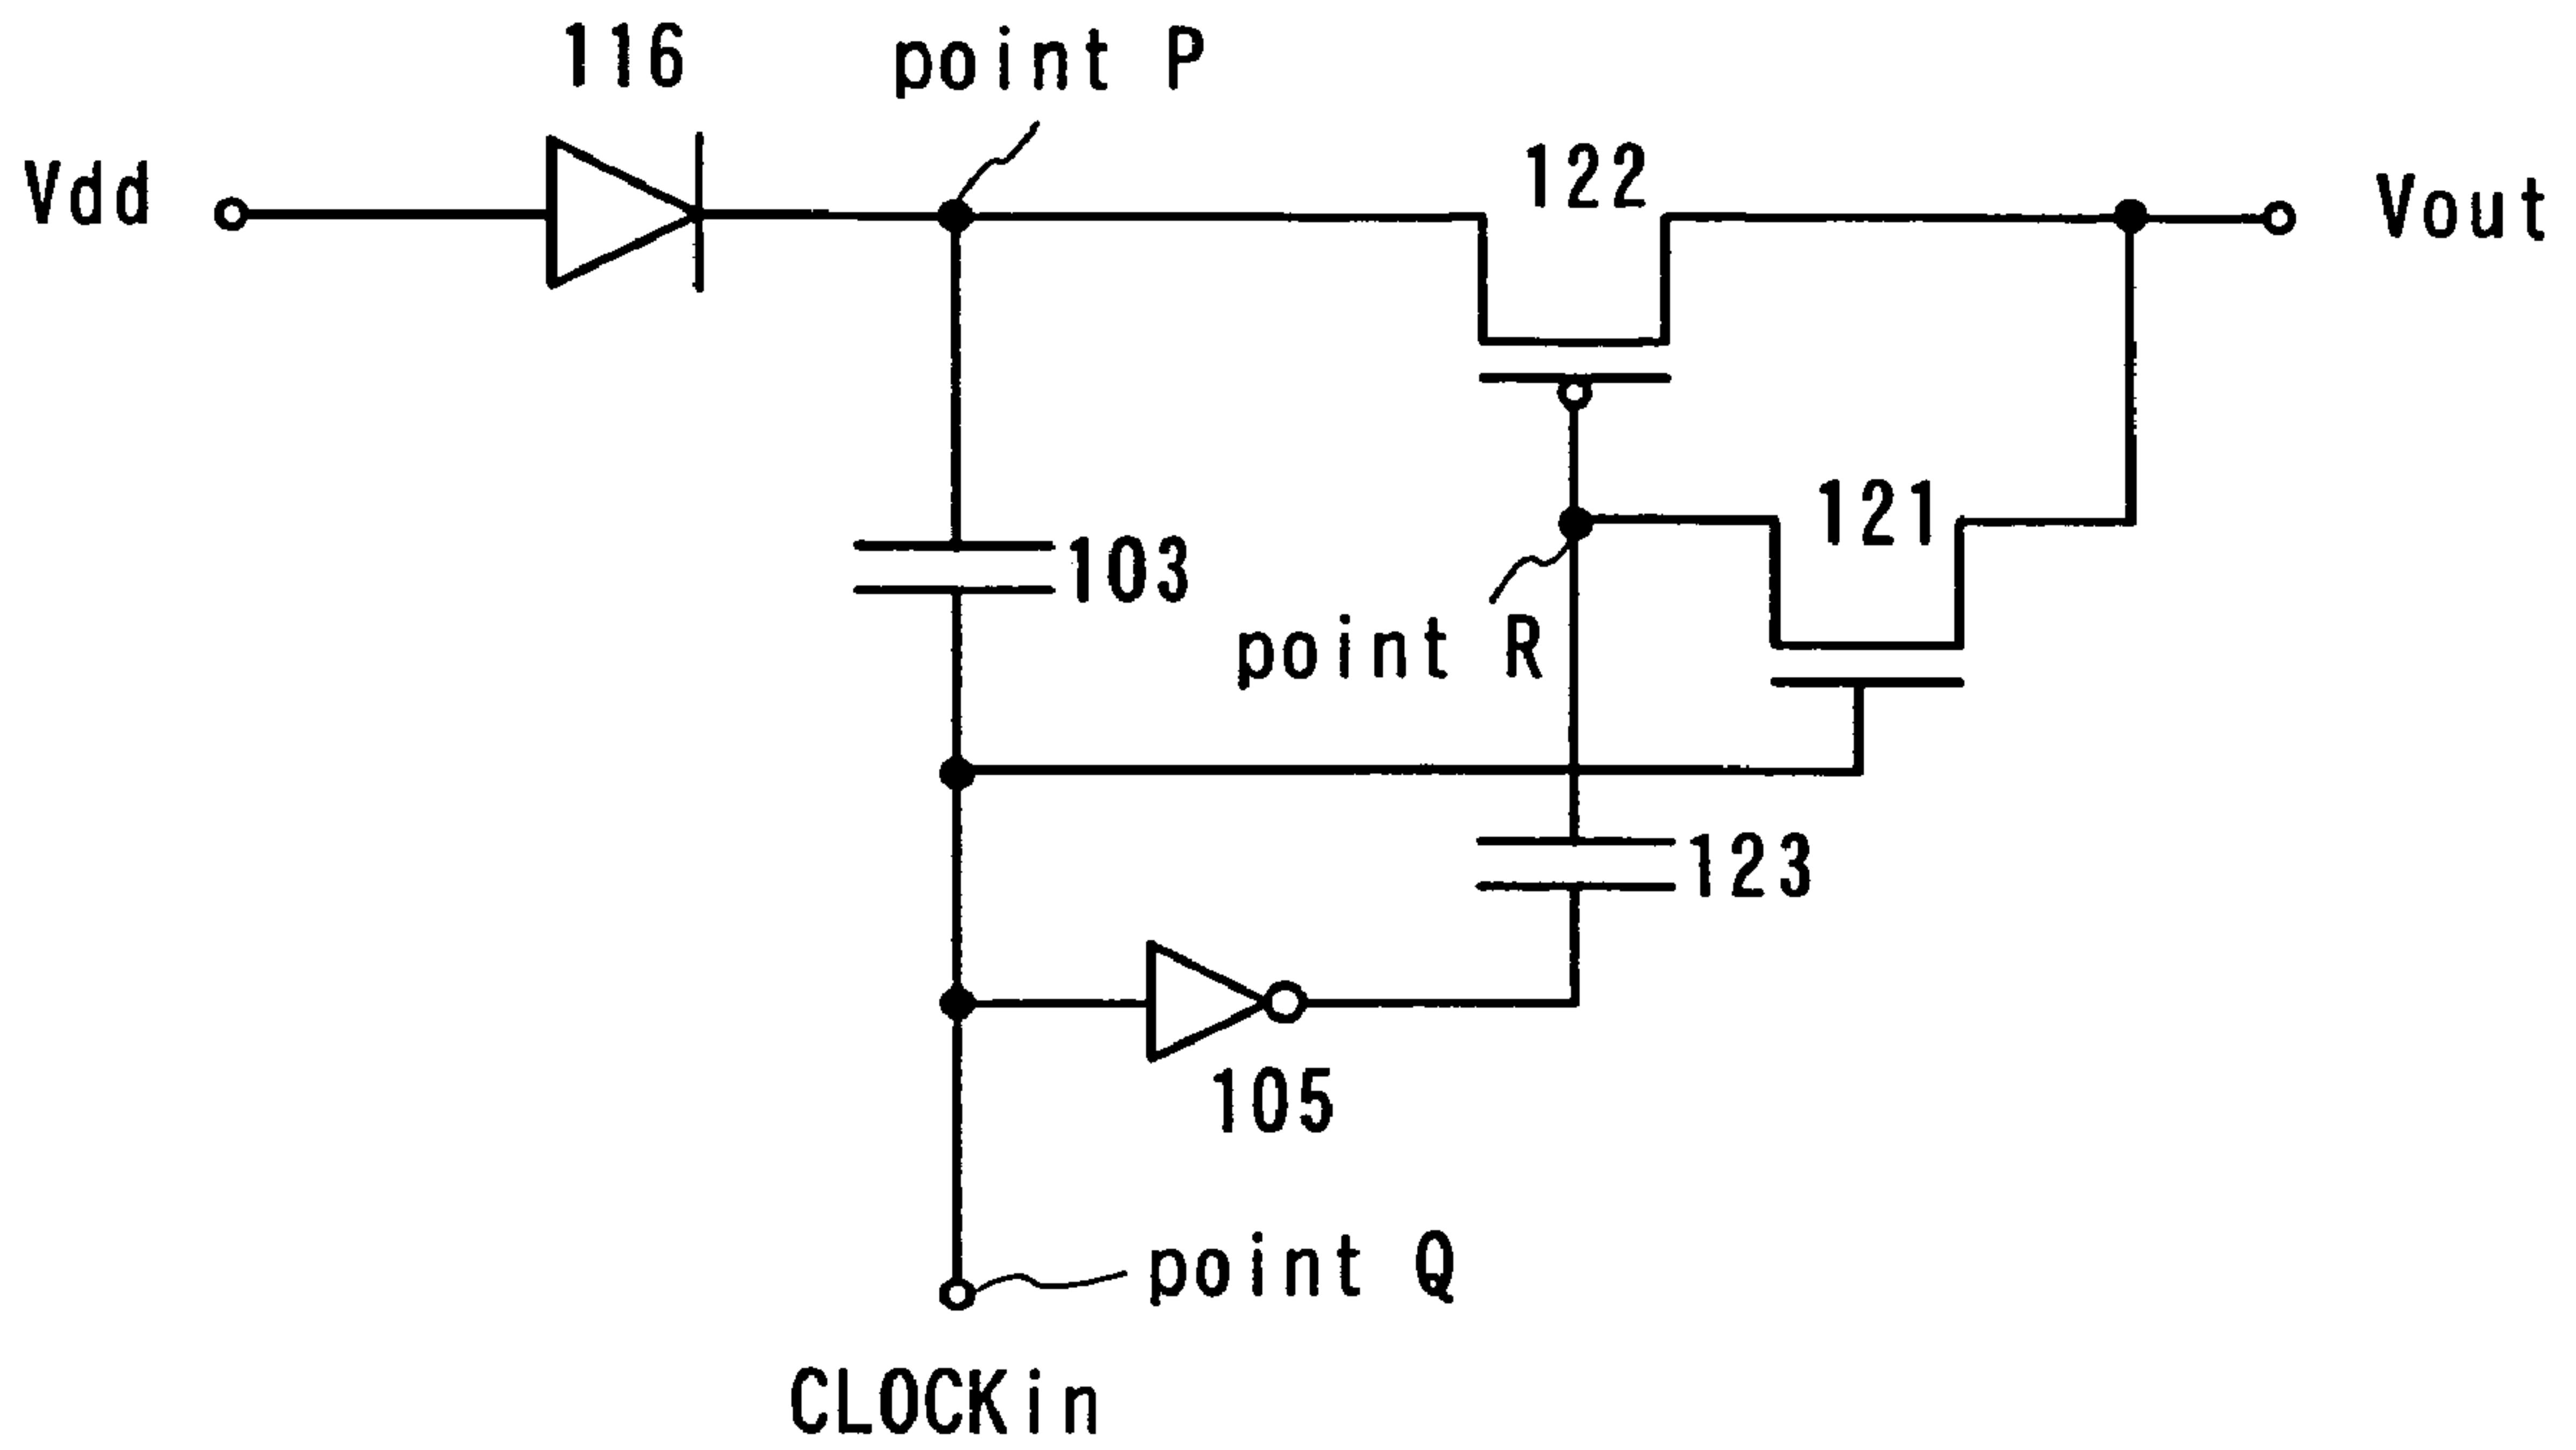 116
point P
Vdd
122
Vout
121
103
point R
123
105
point Q
CLOCKin